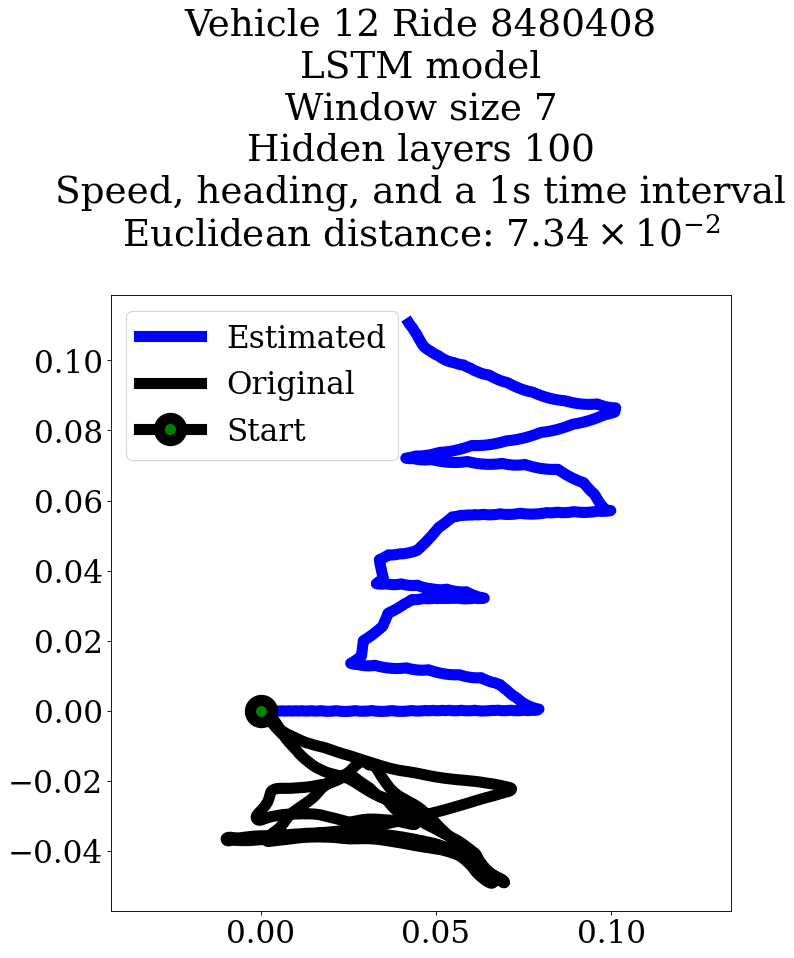 Vehicle 12 Ride 8480408
LSTM model
Window size 7
Hidden layers 100
Speed, heading, and a 1s time interval
Euclidean distance: 7.34 × 10⁻²
Estimated
Original
Start
0.10
0.08
0.06
0.04
0.02
0.00
−0.02
−0.04
0.00 0.05 0.10